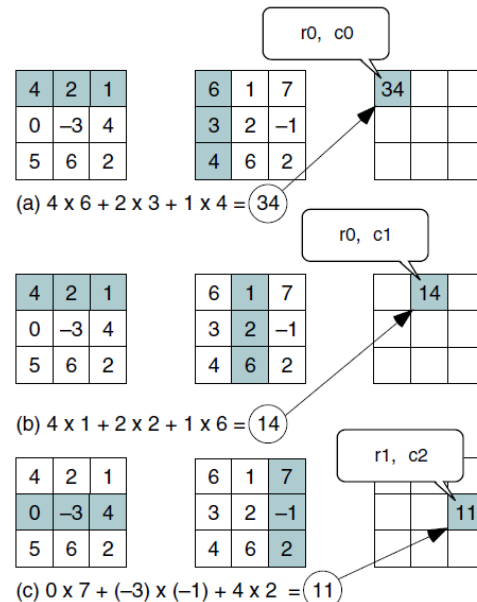 r0, c0
4 2 1 6 1 7 34
0 –3 4 3 2 –1
5 6 2 4 6 2
(a) 4 x 6 + 2 x 3 + 1 x 4 = 34
r0, c1
4 2 1 6 1 7 14
0 –3 4 3 2 –1
5 6 2 4 6 2
(b) 4 x 1 + 2 x 2 + 1 x 6 = 14
r1, c2
4 2 1 6 1 7
0 –3 4 3 2 –1 11
5 6 2 4 6 2
(c) 0 x 7 + (–3) x (–1) + 4 x 2 = 11